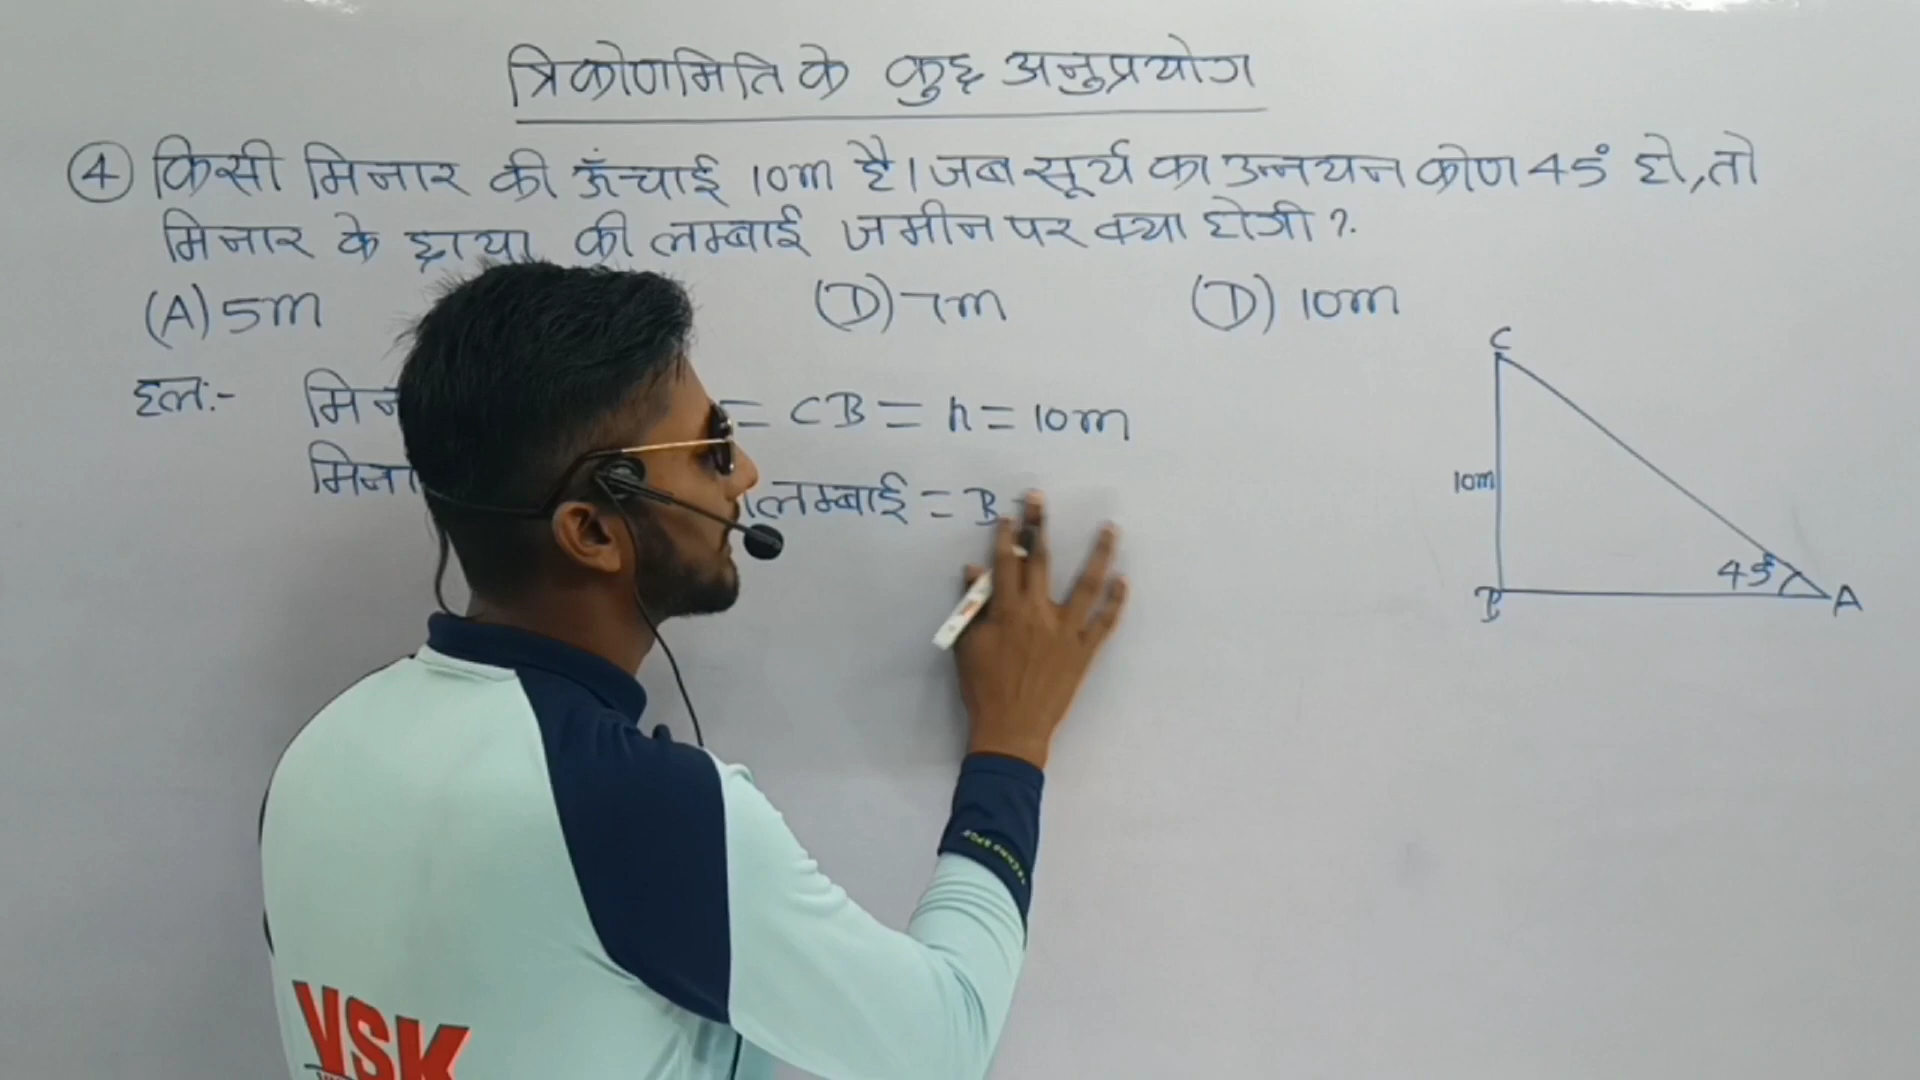 त्रिकोणमिति के कुछ अनुप्रयोग
④ किसी मिनार की ऊँचाई 10m है। जब सूर्य का उन्नयन कोण 45° हो, तो
मिनार के छाया की लम्बाई जमीन पर क्या होगी ?
(A) 5m (D) 7m (D) 10m
हल:- = CB = h = 10m
लम्बाई = B
C
10m
45°
B A
VSK